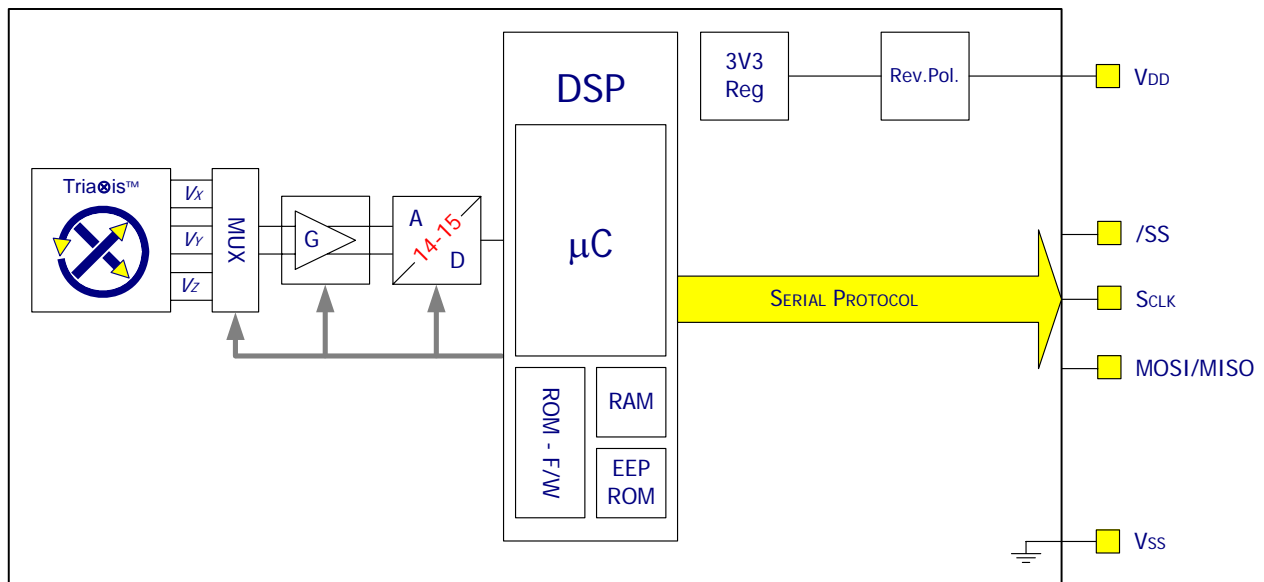 Tria⊗is™
VX
VY
VZ
MUX
G
A
14-15
D
DSP
µC
ROM - F/W
RAM
EEP
ROM
3V3
Reg
Rev.Pol.
SERIAL PROTOCOL
VDD
/SS
SCLK
MOSI/MISO
VSS